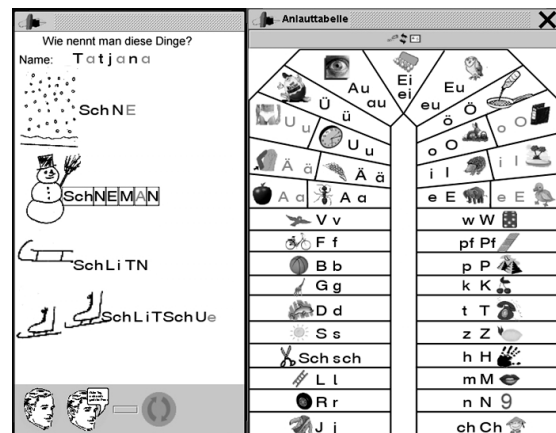 Wie nennt man diese Dinge?
Name: Tatjana
SchNE
SchNEMAN
SchLiTN
SchLiTSchUe
Anlauttabelle
Au au
Ei ei
Eu eu
Ü ü
ö Ö
U u
U u
o O
o O
Ä ä
Ä ä
i I
i l
A a
A a
e E
e E
V v
w W
F f
pf Pf
B b
p P
G g
k K
D d
t T
S s
z Z
Sch sch
h H
L l
m M
R r
n N 9
J j
ch Ch